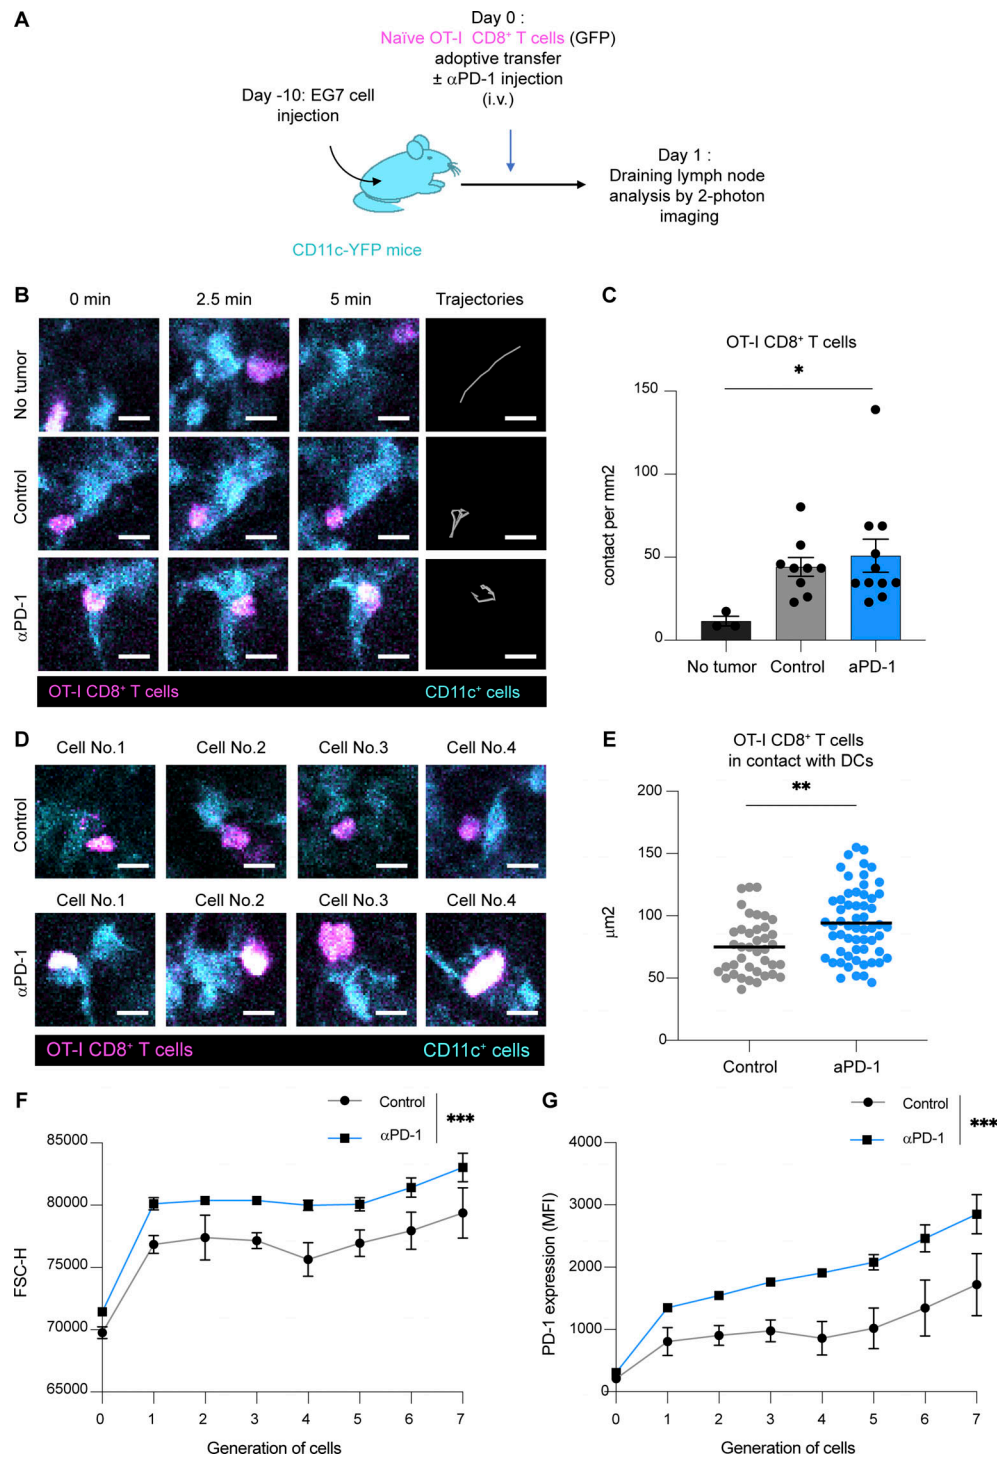 A
Day 0 :
Naïve OT-I CD8⁺ T cells (GFP)
adoptive transfer
± αPD-1 injection
(i.v.)
Day -10: EG7 cell
injection
Day 1 :
Draining lymph node
analysis by 2-photon
imaging
CD11c-YFP mice
B
0 min
2.5 min
5 min
Trajectories
No tumor
Control
αPD-1
OT-I CD8⁺ T cells
CD11c⁺ cells
C
OT-I CD8⁺ T cells
*
150
100
50
0
contact per mm2
No tumor
Control
aPD-1
D
Cell No.1
Cell No.2
Cell No.3
Cell No.4
Control
Cell No.1
Cell No.2
Cell No.3
Cell No.4
αPD-1
OT-I CD8⁺ T cells
CD11c⁺ cells
E
OT-I CD8⁺ T cells
in contact with DCs
**
200
150
100
50
0
μm2
Control
aPD-1
F
Control
αPD-1
***
85000
80000
75000
70000
65000
FSC-H
0 1 2 3 4 5 6 7
Generation of cells
G
Control
αPD-1
***
4000
3000
2000
1000
0
PD-1 expression (MFI)
0 1 2 3 4 5 6 7
Generation of cells